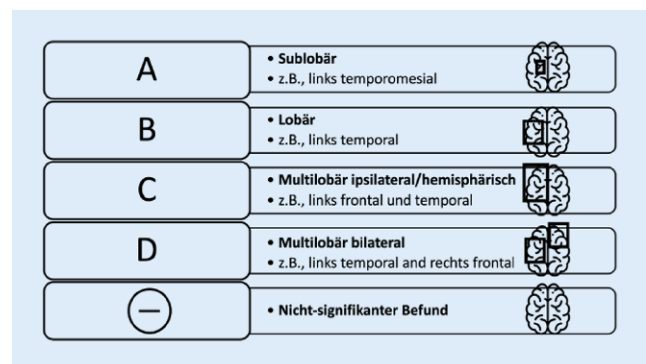 A
• Sublobär
• z.B., links temporomesial
B
• Lobär
• z.B., links temporal
C
• Multilobär ipsilateral/hemisphärisch
• z.B., links frontal und temporal
D
• Multilobär bilateral
• z.B., links temporal and rechts frontal
−
• Nicht-signifikanter Befund